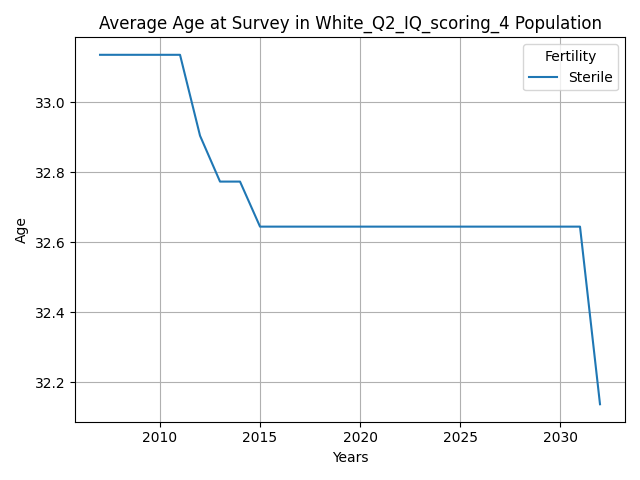 Average Age at Survey in White_Q2_IQ_scoring_4 Population
Fertility
Sterile
33.0
32.8
32.6
32.4
32.2
Age
2010
2015
2020
2025
2030
Years